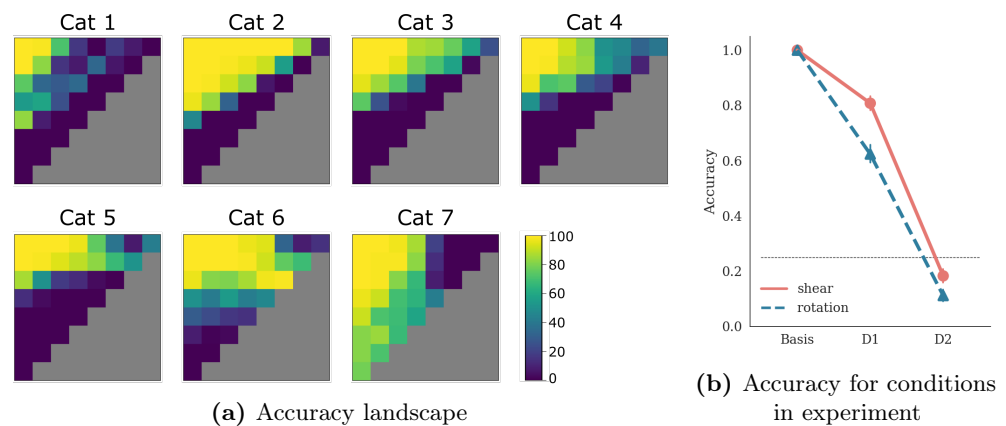 Cat 1
Cat 2
Cat 3
Cat 4
Cat 5
Cat 6
Cat 7
100
80
60
40
20
0
(a) Accuracy landscape
1.0
0.8
0.6
0.4
0.2
0.0
Accuracy
shear
rotation
Basis
D1
D2
(b) Accuracy for conditions
in experiment